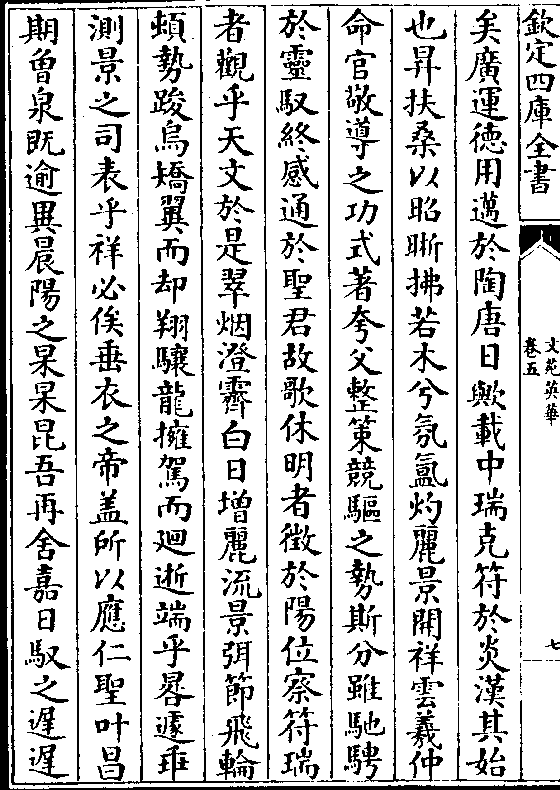 欽定四庫全書
文苑英華
卷五
七
矣廣運徳用邁於陶唐日歟載中瑞克符於炎漢其始
也昇扶桑以昭晰拂若木兮氛氲灼麗景開祥雲羲仲
命官敬導之功式著夸父整策競驅之勢斯分雖馳騁
於靈馭終感通於聖君故歌休明者徴於陽位察符瑞
者觀乎天文於是翠烟澄霽白日增麗流景弭節飛輪
頓勢踆烏矯翼而却翔驤龍擁駕而迴逝端乎晷遽乖
測景之司表乎祥必俟垂衣之帝盖所以應仁聖叶昌
期曽泉既逾異晨陽之杲杲昆吾再舍嘉日馭之遲遲